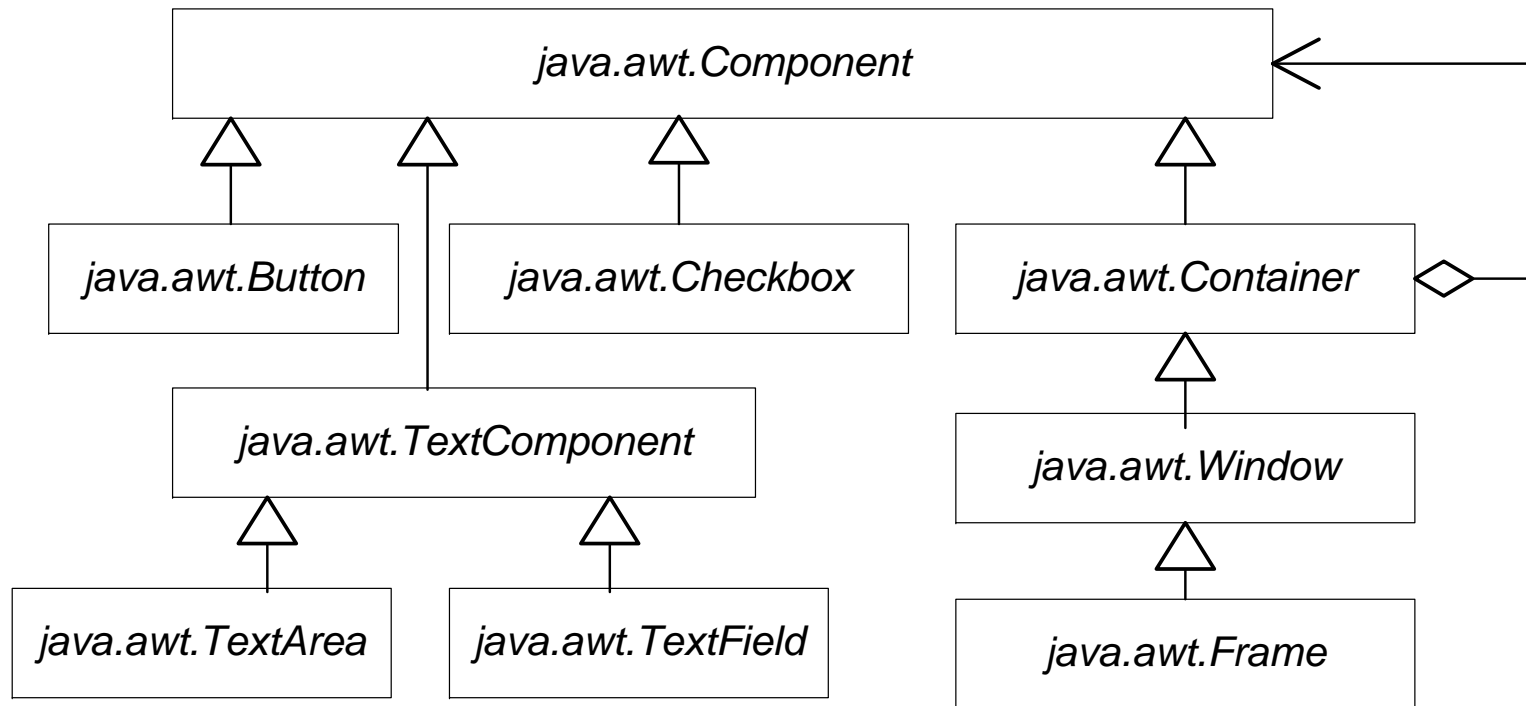 java.awt.Component
java.awt.Button
java.awt.Checkbox
java.awt.Container
java.awt.TextComponent
java.awt.Window
java.awt.TextArea
java.awt.TextField
java.awt.Frame